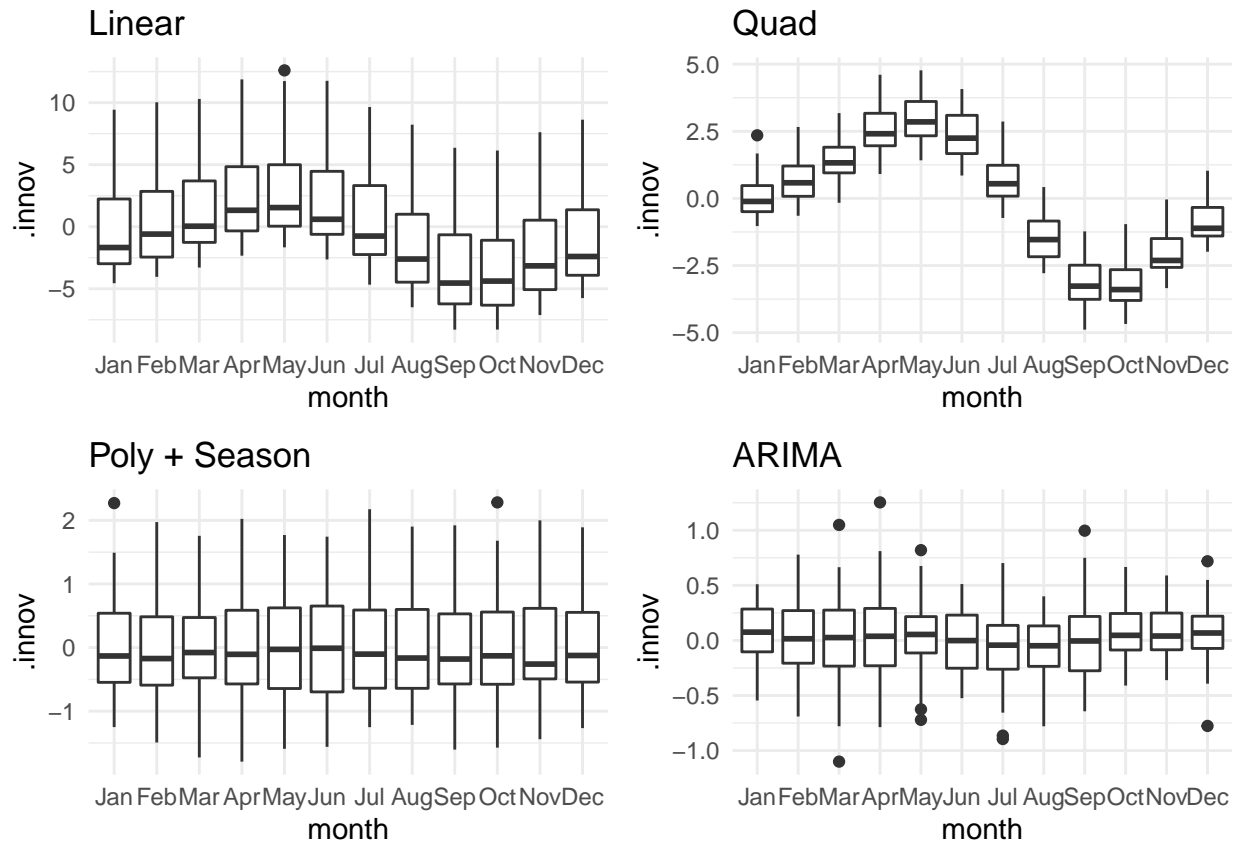 Linear
10
5
0
−5
.innov
Jan Feb Mar Apr May Jun Jul Aug Sep Oct Nov Dec
month
Quad
5.0
2.5
0.0
−2.5
−5.0
.innov
Jan Feb Mar Apr May Jun Jul Aug Sep Oct Nov Dec
month
Poly + Season
2
1
0
−1
.innov
Jan Feb Mar Apr May Jun Jul Aug Sep Oct Nov Dec
month
ARIMA
1.0
0.5
0.0
−0.5
−1.0
.innov
Jan Feb Mar Apr May Jun Jul Aug Sep Oct Nov Dec
month